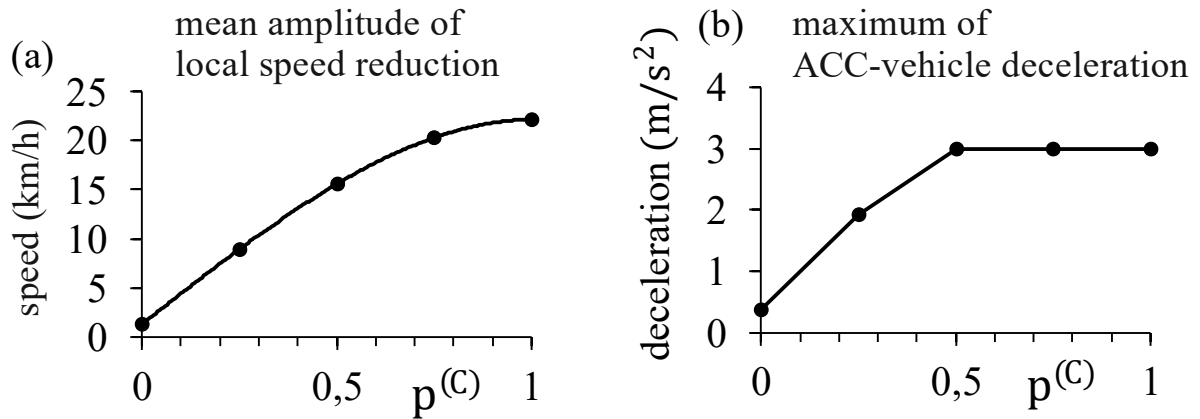 (a)
mean amplitude of
local speed reduction
speed (km/h)
25
20
15
10
5
0
0
0,5
p(C)
1
(b)
maximum of
ACC-vehicle deceleration
deceleration (m/s²)
4
3
2
1
0
0
0,5
p(C)
1